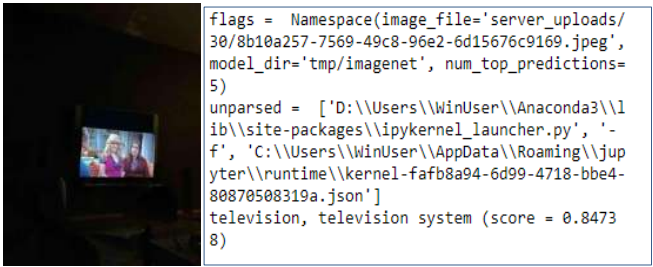 flags =  Namespace(image_file='server_uploads/
30/8b10a257-7569-49c8-96e2-6d15676c9169.jpeg',
model_dir='tmp/imagenet', num_top_predictions=
5)
unparsed =  ['D:\\Users\\WinUser\\Anaconda3\\l
ib\\site-packages\\ipykernel_launcher.py', '-
f', 'C:\\Users\\WinUser\\AppData\\Roaming\\jup
yter\\runtime\\kernel-fafb8a94-6d99-4718-bbe4-
80870508319a.json']
television, television system (score = 0.8473
8)